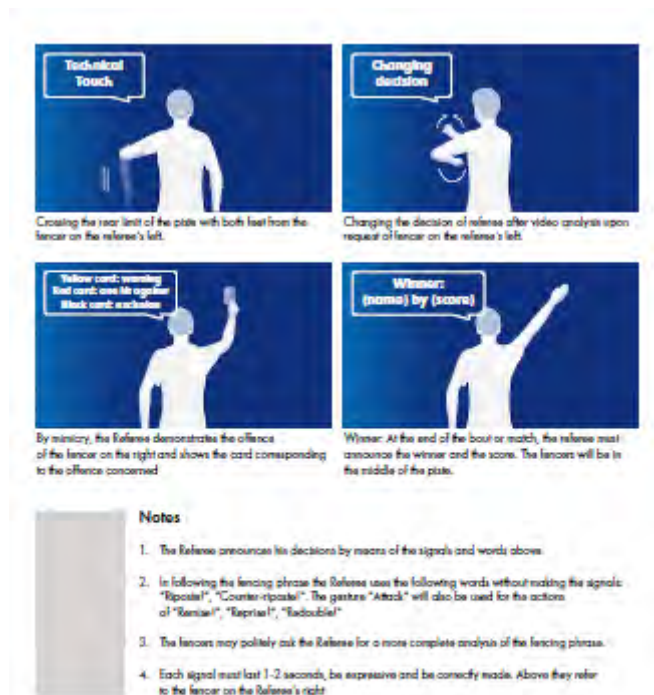 Technical
Touch
Changing
decision
Crossing the rear limit of the piste with both feet from the
fencer on the referee's left.
Changing the decision of referee after video analysis upon
request of fencer on the referee's left.
Yellow card: warning
Red card: one hit against
Black card: exclusion
Winner:
(name) by (score)
By mimicry, the Referee demonstrates the offence
of the fencer on the right and shows the card corresponding
to the offence concerned
Winner: At the end of the bout or match, the referee must
announce the winner and the score. The fencers will be in
the middle of the piste.
Notes
1. The Referee announces his decisions by means of the signals and words above.
2. In following the fencing phrase the Referee uses the following words without making the signals:
"Riposte!", "Counter-riposte!". The gesture "Attack" will also be used for the actions
of "Remise!", "Reprise!", "Redouble!"
3. The fencers may politely ask the Referee for a more complete analysis of the fencing phrase.
4. Each signal must last 1-2 seconds, be expressive and be correctly made. Above they refer
to the fencer on the Referee's right